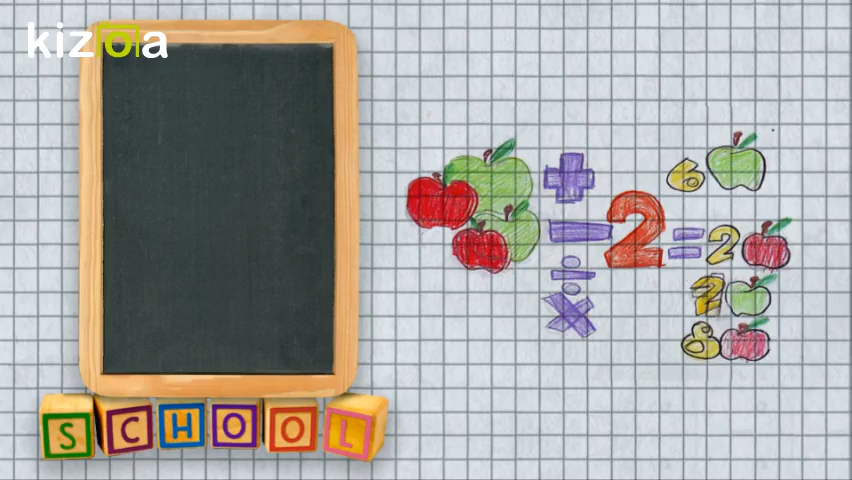 kizoa
6
+
- 2 = 2
÷
2
×
8
SCHOOL